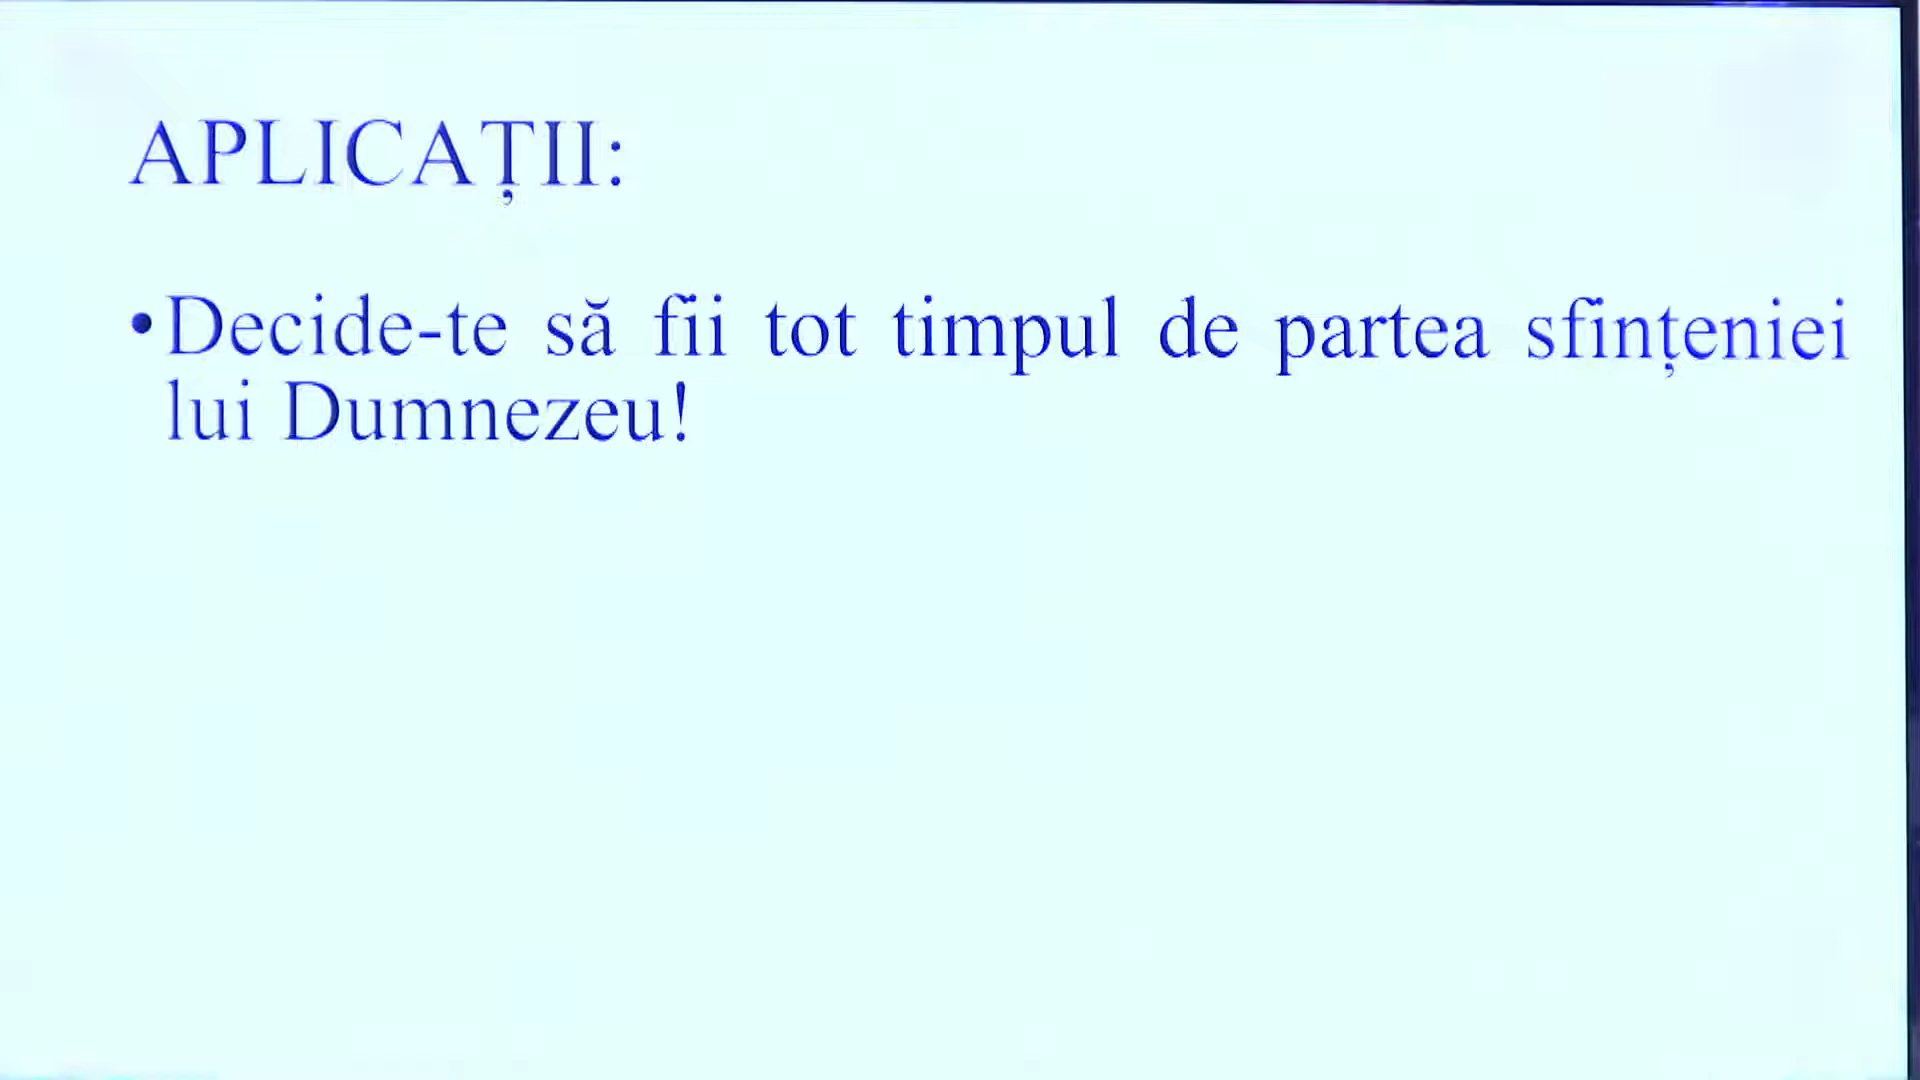 APLICAȚII:
•Decide-te să fii tot timpul de partea sfințeniei
lui Dumnezeu!